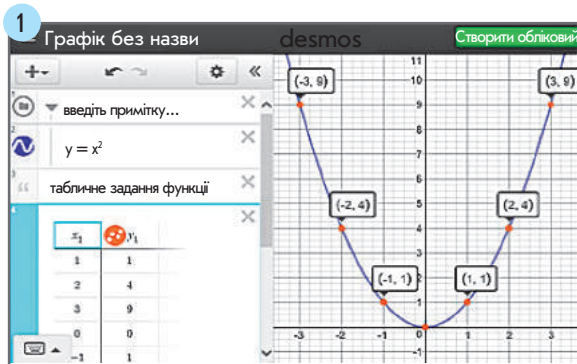 1
Графік без назви desmos Створити обліковий
введіть примітку...
y = x²
табличне задання функції
x₁ y₁
1 1
2 4
3 9
0 0
-1 1
(-3, 9) (3, 9)
(-2, 4) (2, 4)
(-1, 1) (1, 1)
11
10
9
8
7
6
5
4
3
2
1
-3 -2 -1 0 1 2 3
-1